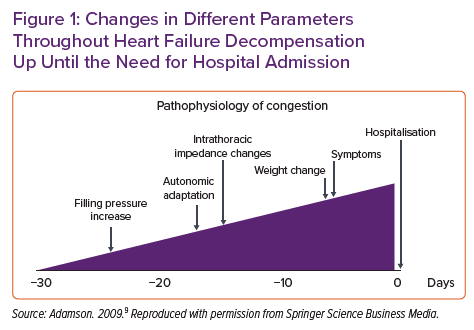 Figure 1: Changes in Different Parameters
Throughout Heart Failure Decompensation
Up Until the Need for Hospital Admission
Pathophysiology of congestion
Hospitalisation
Intrathoracic
impedance changes
Symptoms
Weight change
Autonomic
adaptation
Filling pressure
increase
−30
−20
−10
0
Days
Source: Adamson. 2009.⁹ Reproduced with permission from Springer Science Business Media.